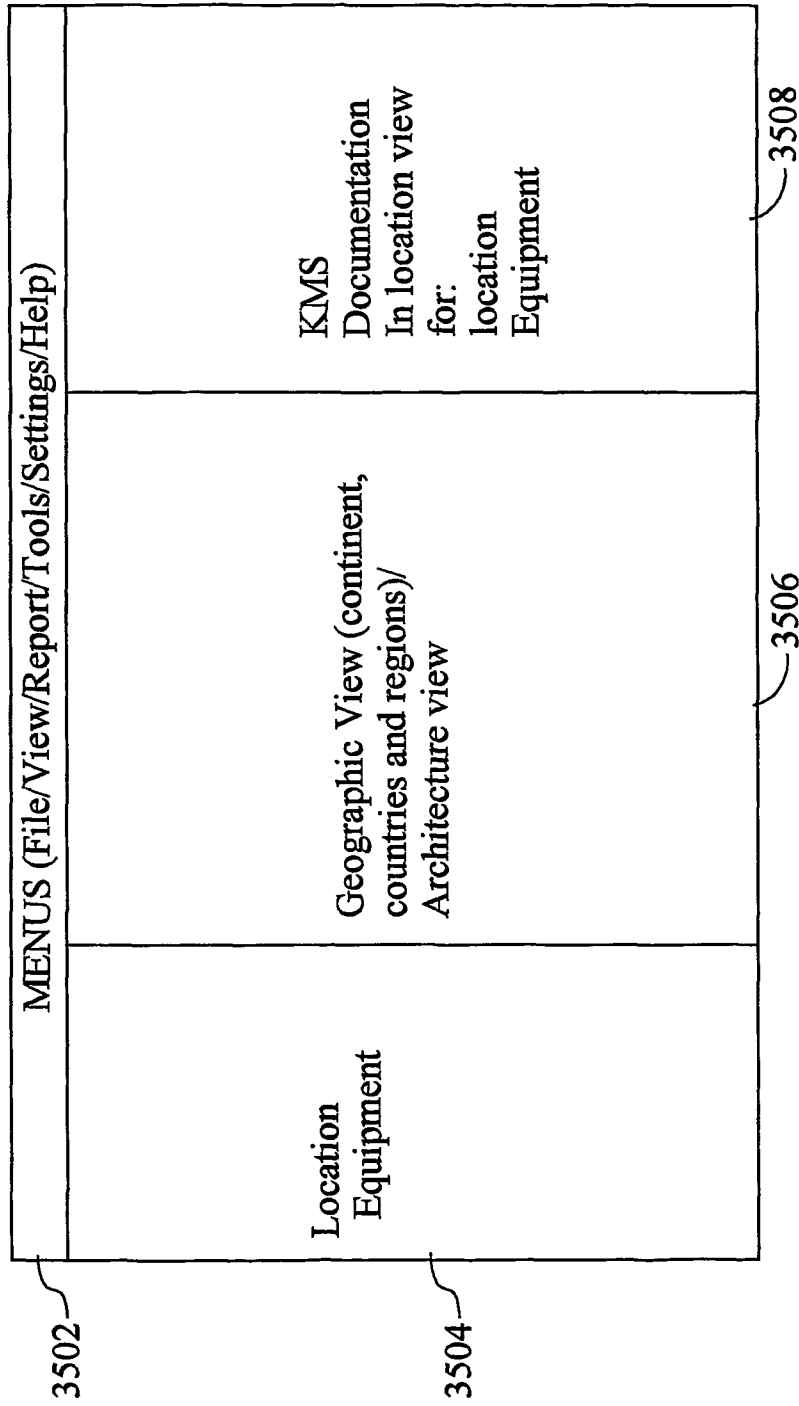 MENUS (File/View/Report/Tools/Settings/Help)
3502
Location
Equipment
3504
Geographic View (continent,
countries and regions)/
Architecture view
3506
KMS
Documentation
In location view
for:
location
Equipment
3508